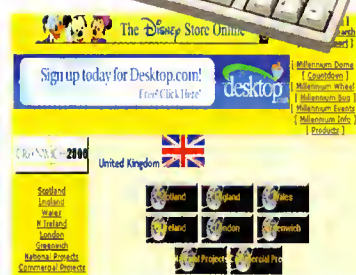 The Disney Store Online
[ Millennium Dome
[ Countdown ]
[ Millennium Wheel
[ Millennium Bug
[ Millennium Events
[ Millennium Info ]
[ Products ]
Sign up today for Desktop.com!
Free! Click Here!
desktop
2000
United Kingdom
Scotland
England
Wales
N Ireland
London
Greenwich
National Projects
Commercial Projects
Scotland England Wales
Ireland London Greenwich
Projects